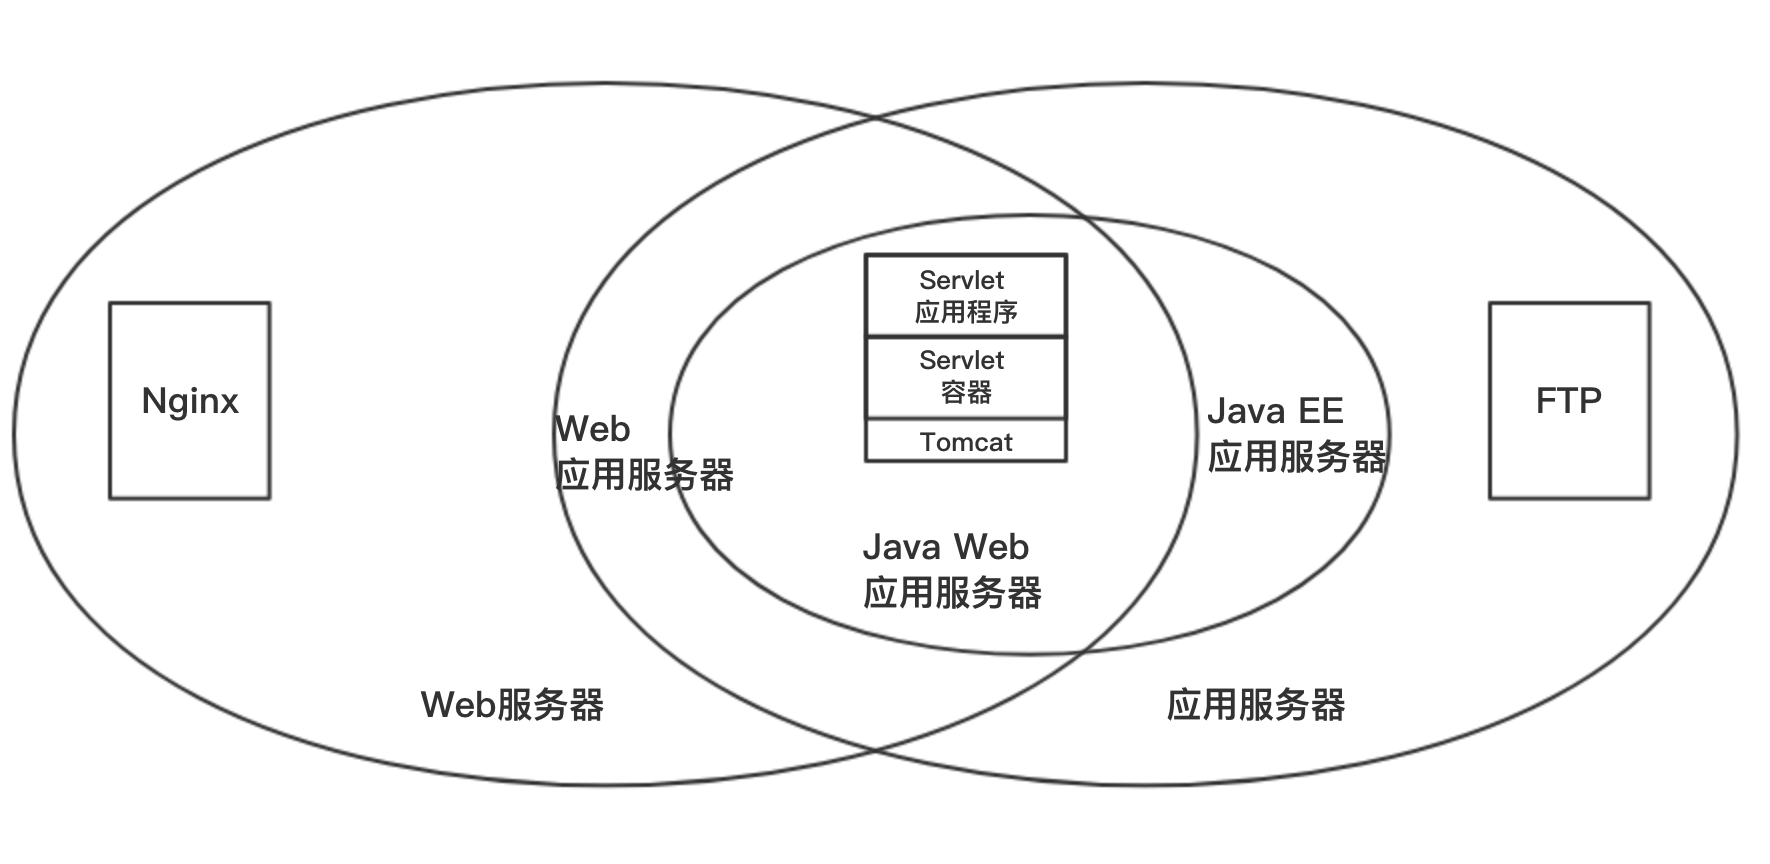 Servlet
应用程序
Servlet
容器
Tomcat
Nginx
Web
应用服务器
Java EE
应用服务器
FTP
Java Web
应用服务器
Web服务器
应用服务器